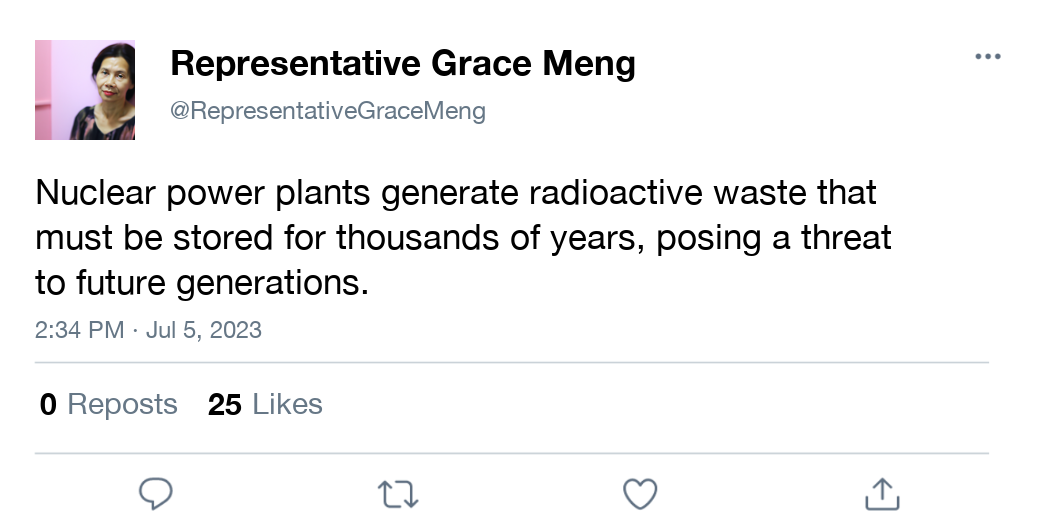 Representative Grace Meng
@RepresentativeGraceMeng
Nuclear power plants generate radioactive waste that
must be stored for thousands of years, posing a threat
to future generations.
2:34 PM · Jul 5, 2023
0 Reposts 25 Likes